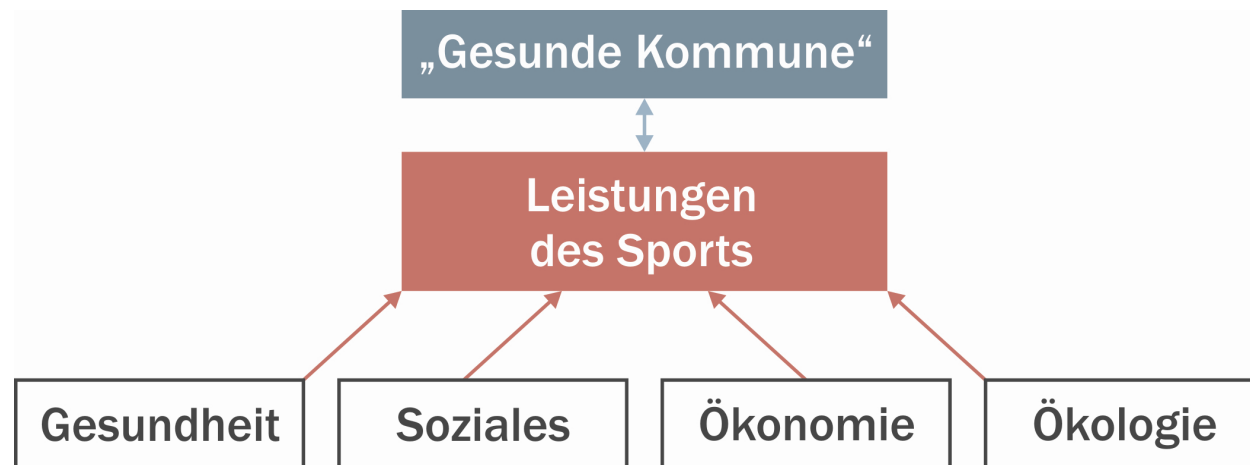 „Gesunde Kommune“
Leistungen
des Sports
Gesundheit
Soziales
Ökonomie
Ökologie